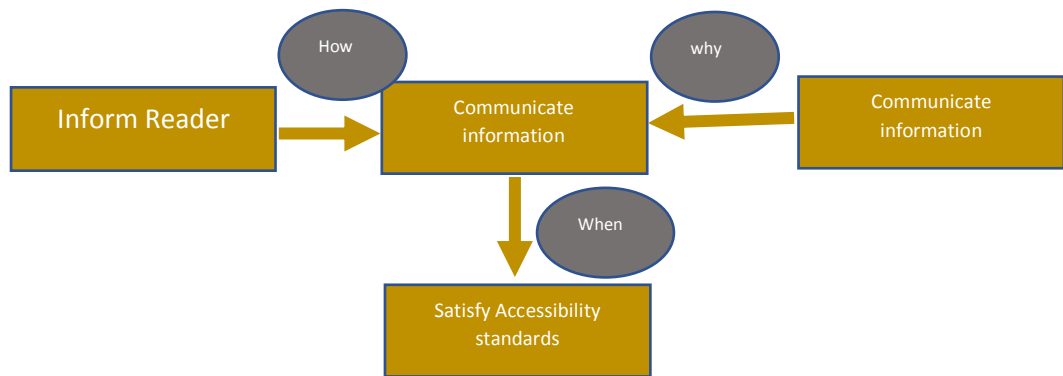 How
why
Inform Reader
Communicate
information
Communicate
information
When
Satisfy Accessibility
standards